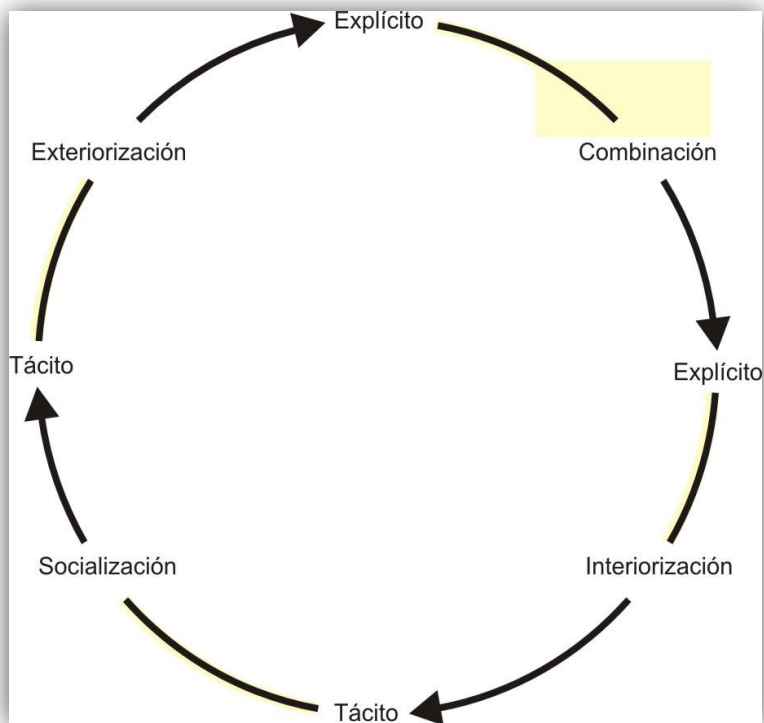 Explícito
Exteriorización
Combinación
Tácito
Explícito
Socialización
Interiorización
Tácito